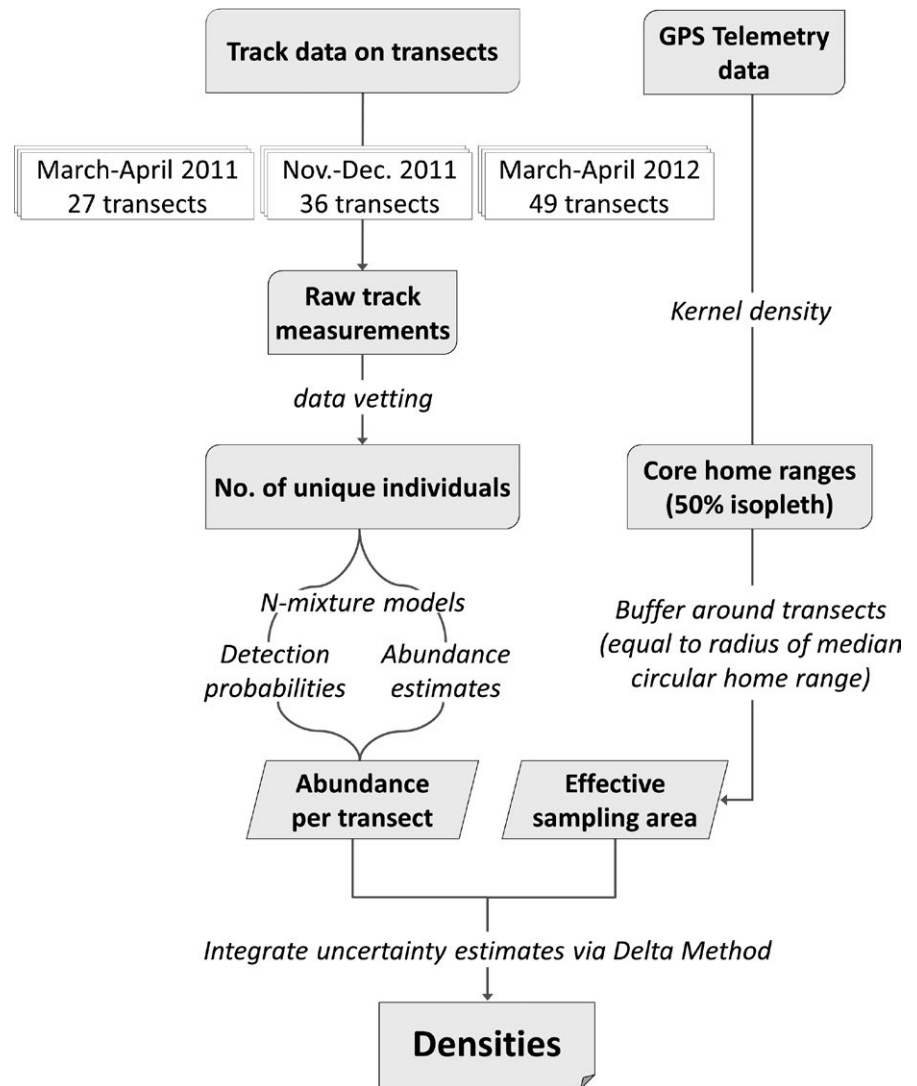 Track data on transects
GPS Telemetry
data
March-April 2011
27 transects
Nov.-Dec. 2011
36 transects
March-April 2012
49 transects
Raw track
measurements
Kernel density
data vetting
No. of unique individuals
Core home ranges
(50% isopleth)
N-mixture models
Detection
probabilities
Abundance
estimates
Buffer around transects
(equal to radius of median
circular home range)
Abundance
per transect
Effective
sampling area
Integrate uncertainty estimates via Delta Method
Densities